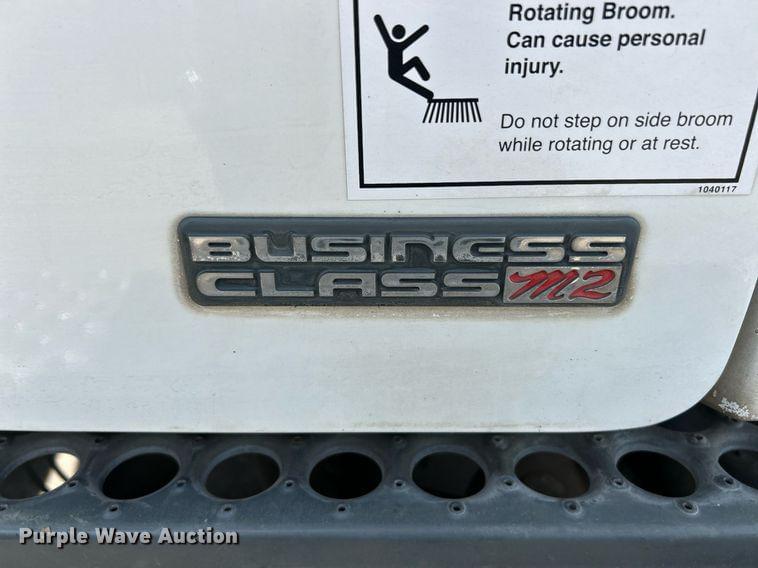 Rotating Broom.
Can cause personal
injury.
Do not step on side broom
while rotating or at rest.
1040117
BUSINESS
CLASS M2
Purple Wave Auction